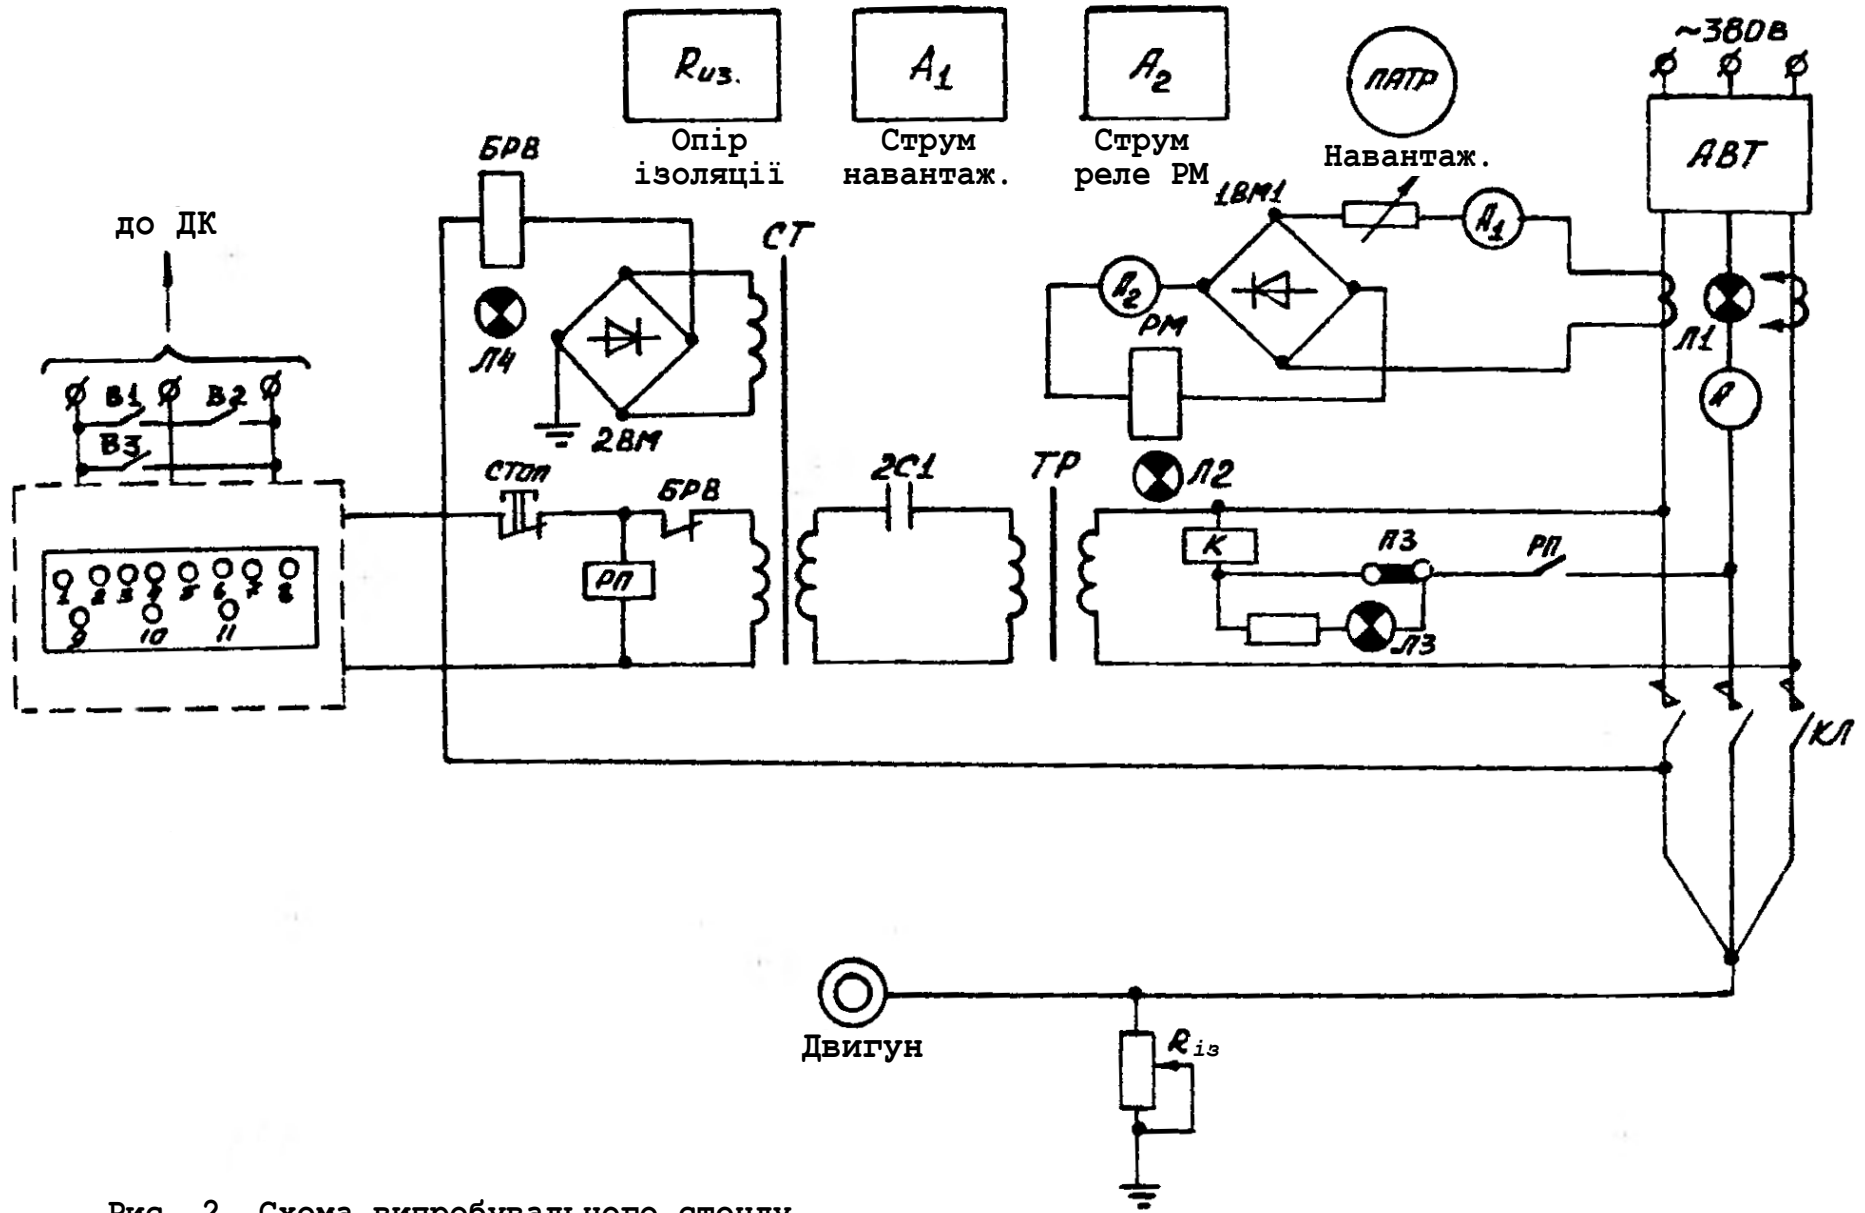 ~380В
Rиз.
A1
A2
ЛАТР
АВТ
Опір
ізоляції
Струм
навантаж.
Струм
реле РМ
Навантаж.
БРВ
1ВМ1
до ДК
СТ
A1
A2
РМ
Л1
Л4
A
В1
В2
В3
2ВМ
СТОП
БРВ
2С1
ТР
Л2
К
ПЗ
РП
РП
Л3
1 2 3 4 5 6 7 8
9 10 11
КЛ
Двигун
Rіз
Рис. 2. Схема випробувального стенду